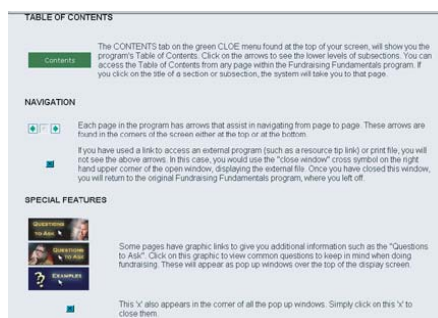 TABLE OF CONTENTS
The CONTENTS tab on the green CLOE menu found at the top of your screen, will show you the
Contents
program's Table of Contents. Click on the arrows to see the lower levels of subsections. You can
access the Table of Contents from any page within the Fundraising Fundamentals program. If
you click on the title of a section or subsection, the system will take you to that page.
NAVIGATION
Each page in the program has arrows that assist in navigating from page to page. These arrows are
found in the corners of the screen either at the top or at the bottom.
If you have used a link to access an external program (such as a resource tip link) or print file, you will
not see the above arrows. In this case, you would use the "close window" cross symbol on the right
hand upper corner of the open window, displaying the external file. Once you have closed this window,
you will return to the original Fundraising Fundamentals program, where you left off.
SPECIAL FEATURES
QUESTIONS
TO ASK
QUESTIONS
TO ASK
Some pages have graphic links to give you additional information such as the "Questions
to Ask". Click on this graphic to view common questions to keep in mind when doing
fundraising. These will appear as pop up windows over the top of the display screen.
? EXAMPLES
This 'x' also appears in the corner of all the pop up windows. Simply click on this 'x' to
close them.